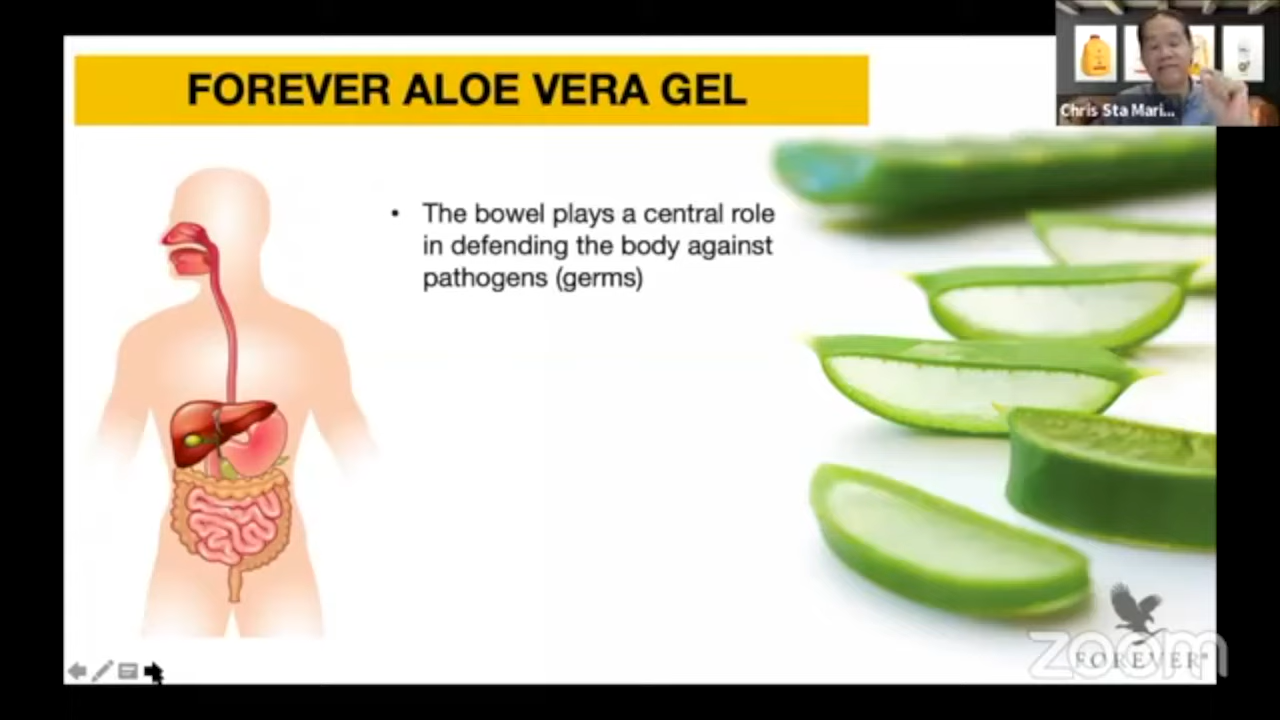 FOREVER ALOE VERA GEL
Chris Sta Mari...
• The bowel plays a central role
in defending the body against
pathogens (germs)
zoom
FOREVER